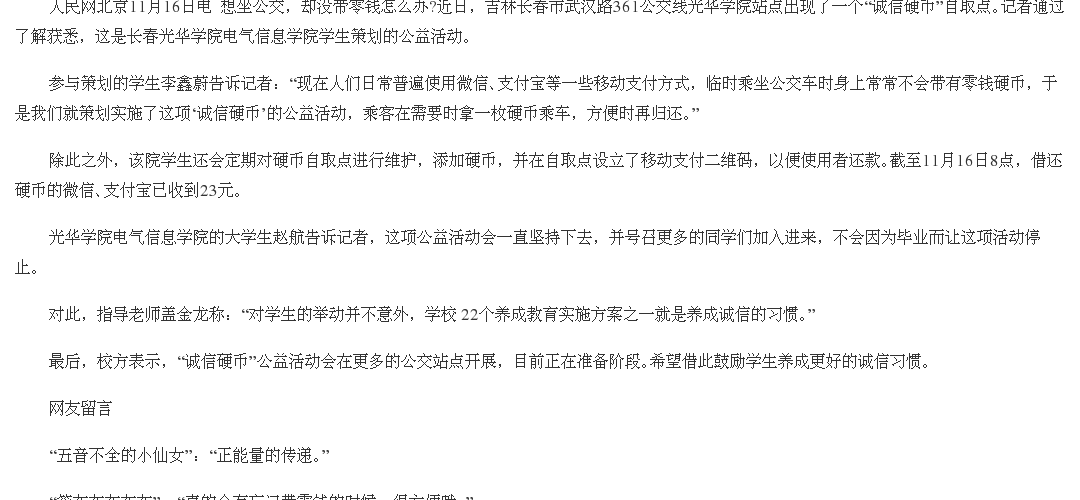 人民网北京11月16日电 想坐公交，却没带零钱怎么办?近日，吉林长春市武汉路361公交线光华学院站点出现了一个“诚信硬币”自取点。记者通过
了解获悉，这是长春光华学院电气信息学院学生策划的公益活动。
参与策划的学生李鑫蔚告诉记者：“现在人们日常普遍使用微信、支付宝等一些移动支付方式，临时乘坐公交车时身上常常不会带有零钱硬币，于
是我们就策划实施了这项‘诚信硬币’的公益活动，乘客在需要时拿一枚硬币乘车，方便时再归还。”
除此之外，该院学生还会定期对硬币自取点进行维护，添加硬币，并在自取点设立了移动支付二维码，以便使用者还款。截至11月16日8点，借还
硬币的微信、支付宝已收到23元。
光华学院电气信息学院的大学生赵航告诉记者，这项公益活动会一直坚持下去，并号召更多的同学们加入进来，不会因为毕业而让这项活动停
止。
对此，指导老师盖金龙称：“对学生的举动并不意外，学校 22个养成教育实施方案之一就是养成诚信的习惯。”
最后，校方表示，“诚信硬币”公益活动会在更多的公交站点开展，目前正在准备阶段。希望借此鼓励学生养成更好的诚信习惯。
网友留言
“五音不全的小仙女”：“正能量的传递。”